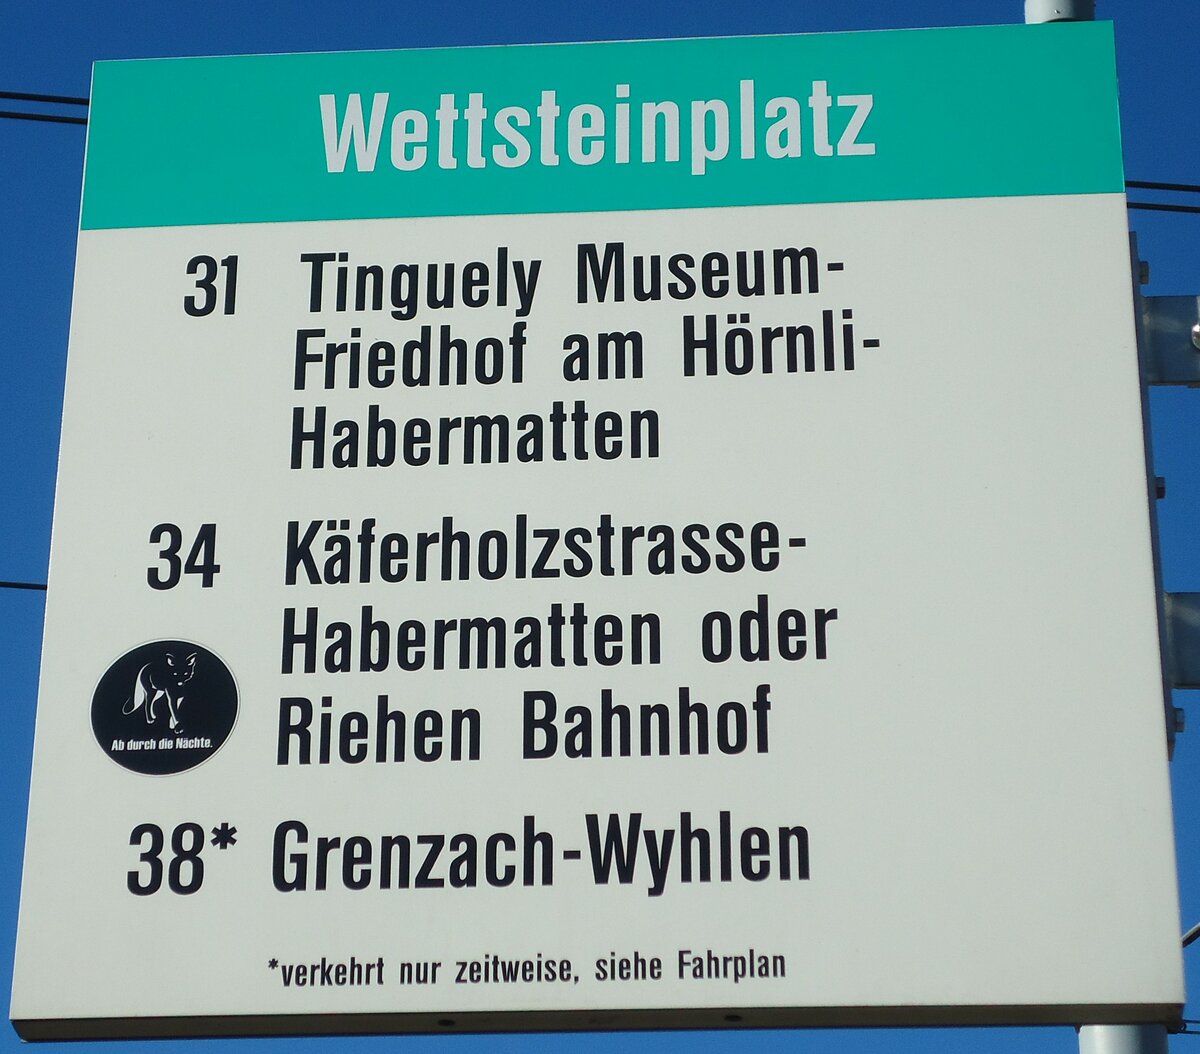 Wettsteinplatz
31 Tinguely Museum-
Friedhof am Hörnli-
Habermatten
34 Käferholzstrasse-
Habermatten oder
Riehen Bahnhof
Ab durch die Nächte.
38* Grenzach-Wyhlen
*verkehrt nur zeitweise, siehe Fahrplan